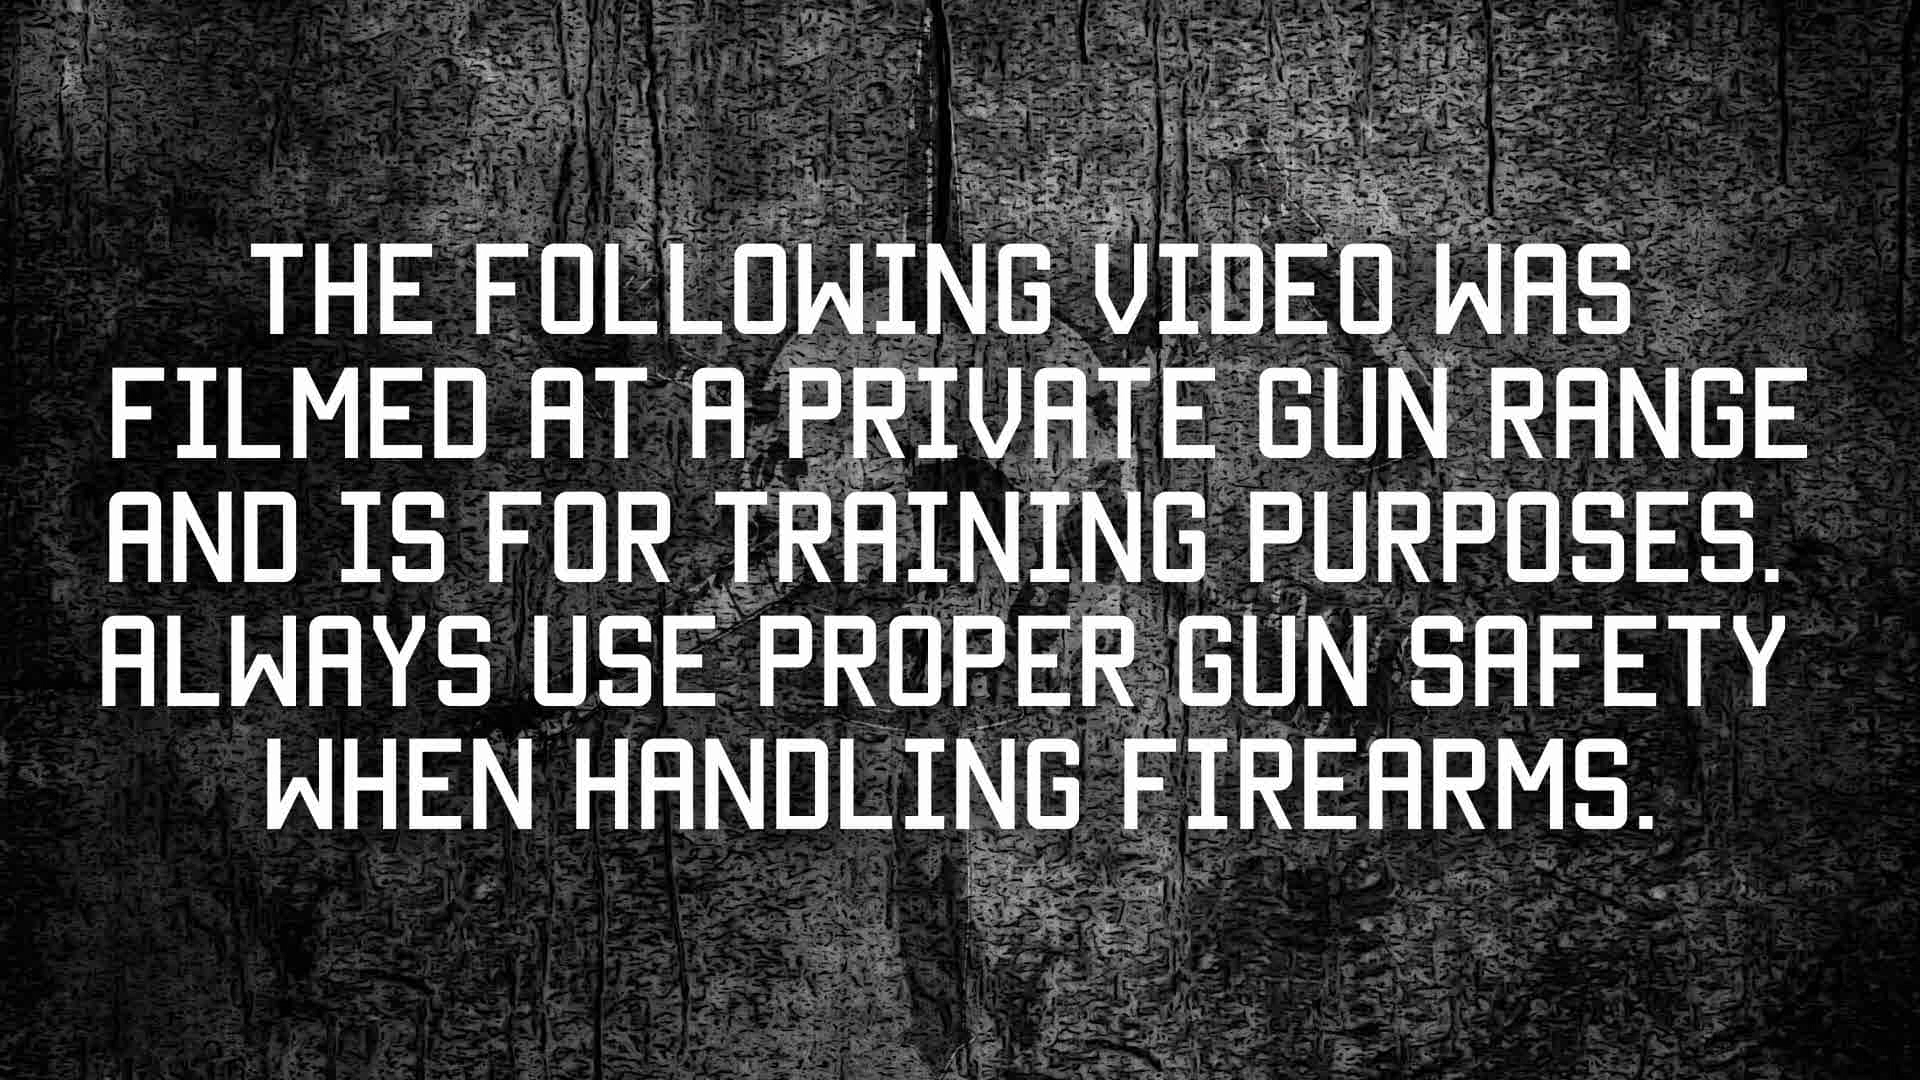 THE FOLLOWING VIDEO WAS
FILMED AT A PRIVATE GUN RANGE
AND IS FOR TRAINING PURPOSES.
ALWAYS USE PROPER GUN SAFETY
WHEN HANDLING FIREARMS.